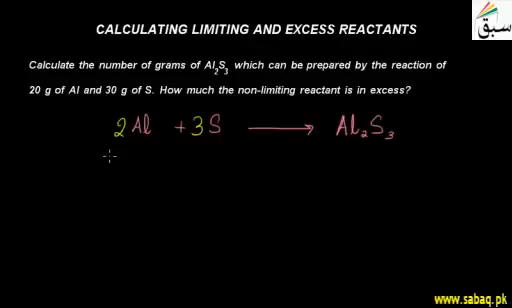 CALCULATING LIMITING AND EXCESS REACTANTS
سبق
Calculate the number of grams of Al₂S₃ which can be prepared by the reaction of
20 g of Al and 30 g of S. How much the non-limiting reactant is in excess?
2Al + 3S ⟶ Al₂S₃
www.sabaq.pk